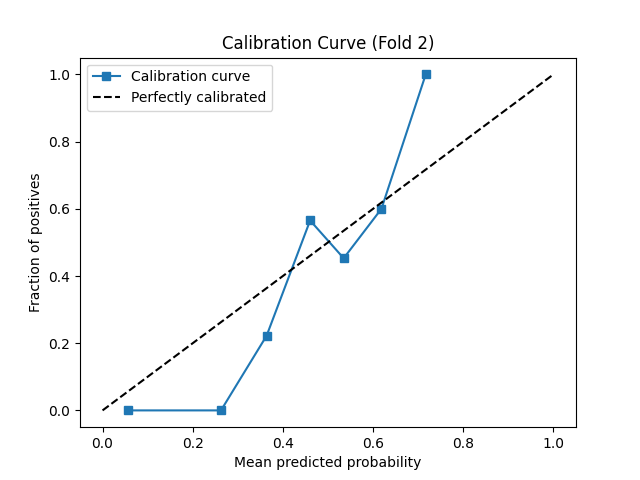 Calibration Curve (Fold 2)
Calibration curve
Perfectly calibrated
Fraction of positives
1.0
0.8
0.6
0.4
0.2
0.0
0.0 0.2 0.4 0.6 0.8 1.0
Mean predicted probability